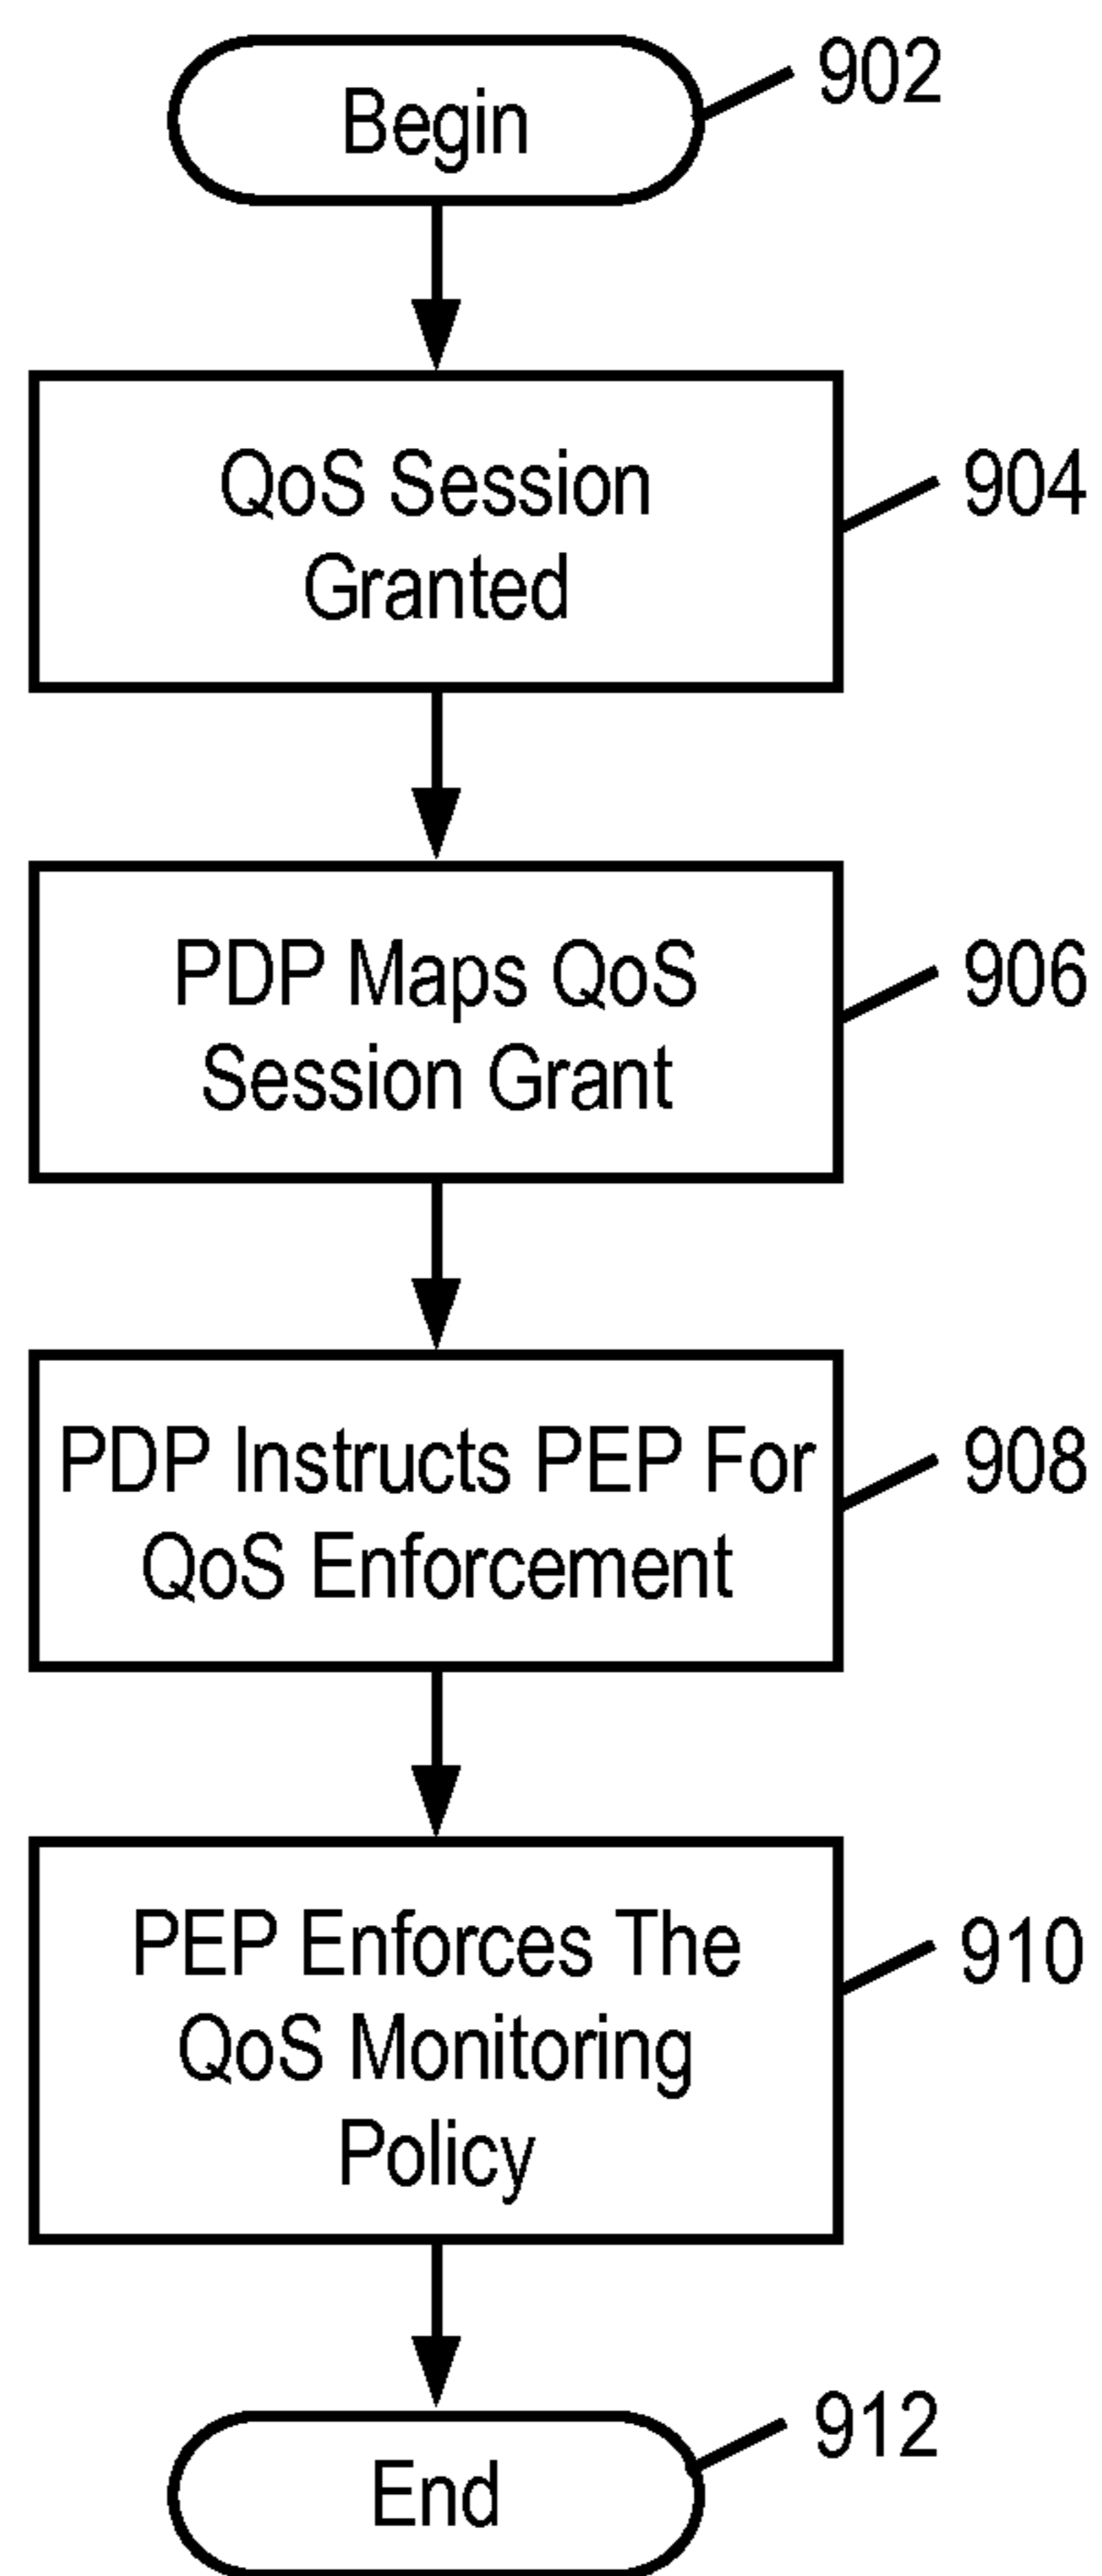 Begin
902
QoS Session
Granted
904
PDP Maps QoS
Session Grant
906
PDP Instructs PEP For
QoS Enforcement
908
PEP Enforces The
QoS Monitoring
Policy
910
End
912